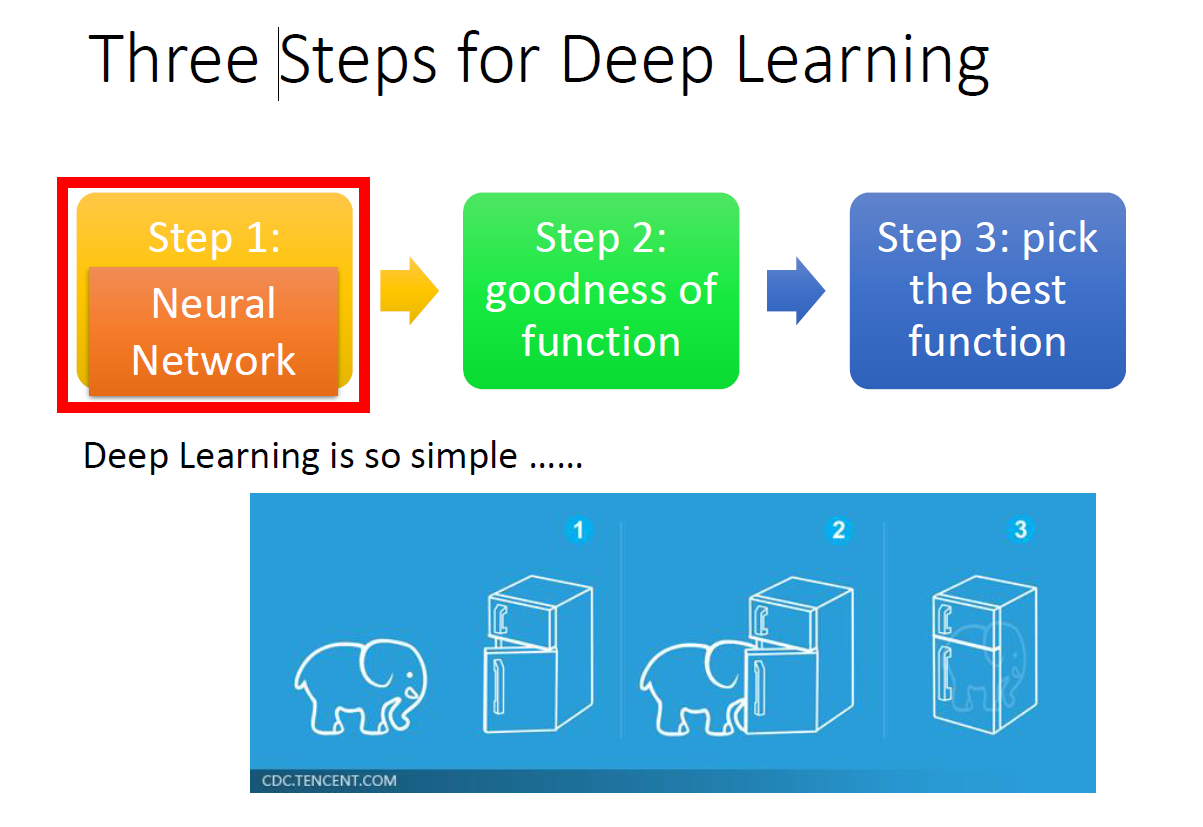 Three Steps for Deep Learning
Step 1:
Neural
Network
Step 2:
goodness of
function
Step 3: pick
the best
function
Deep Learning is so simple ……
1
2
3
CDC.TENCENT.COM